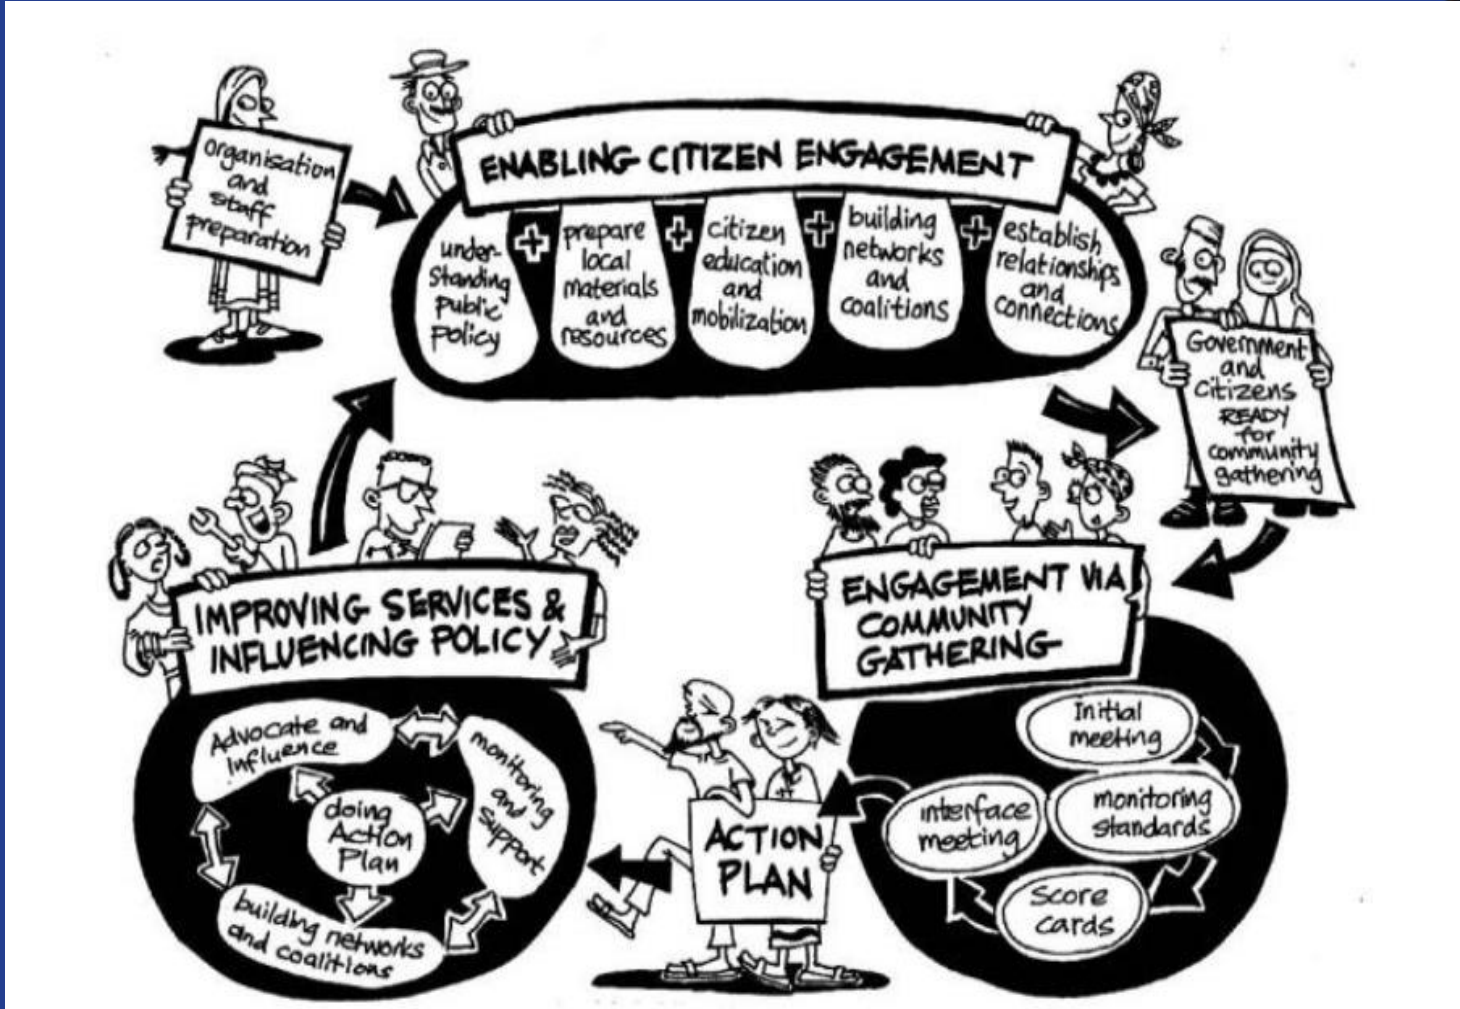 organisation
and
staff
preparation
ENABLING CITIZEN ENGAGEMENT
under-
standing
public
policy
prepare
local
materials
and
resources
citizen
education
and
mobilization
building
networks
and
coalitions
establish
relationships
and
connections
Government
and
citizens
READY
for
community
gathering
ENGAGEMENT VIA
COMMUNITY
GATHERING
Initial
meeting
monitoring
standards
Score
cards
interface
meeting
ACTION
PLAN
IMPROVING SERVICES &
INFLUENCING POLICY
Advocate and
Influence
monitoring
and
support
doing
Action
Plan
building networks
and coalitions